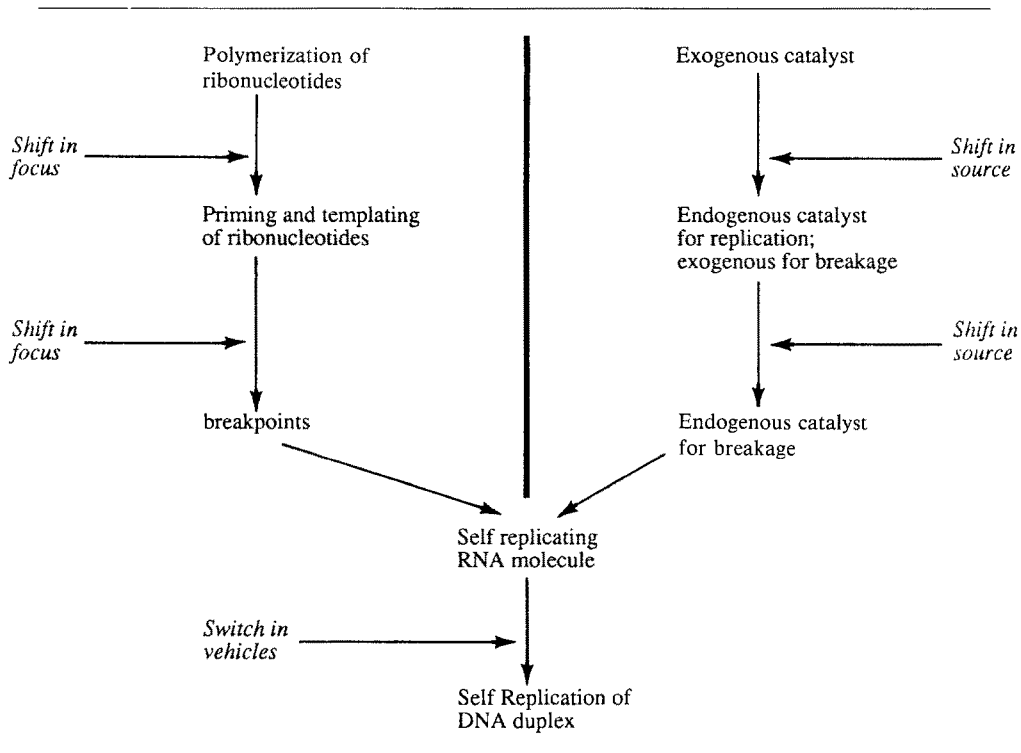 Polymerization of
ribonucleotides
Exogenous catalyst
Shift in
focus
Shift in
source
Priming and templating
of ribonucleotides
Endogenous catalyst
for replication;
exogenous for breakage
Shift in
focus
Shift in
source
breakpoints
Endogenous catalyst
for breakage
Self replicating
RNA molecule
Switch in
vehicles
Self Replication of
DNA duplex